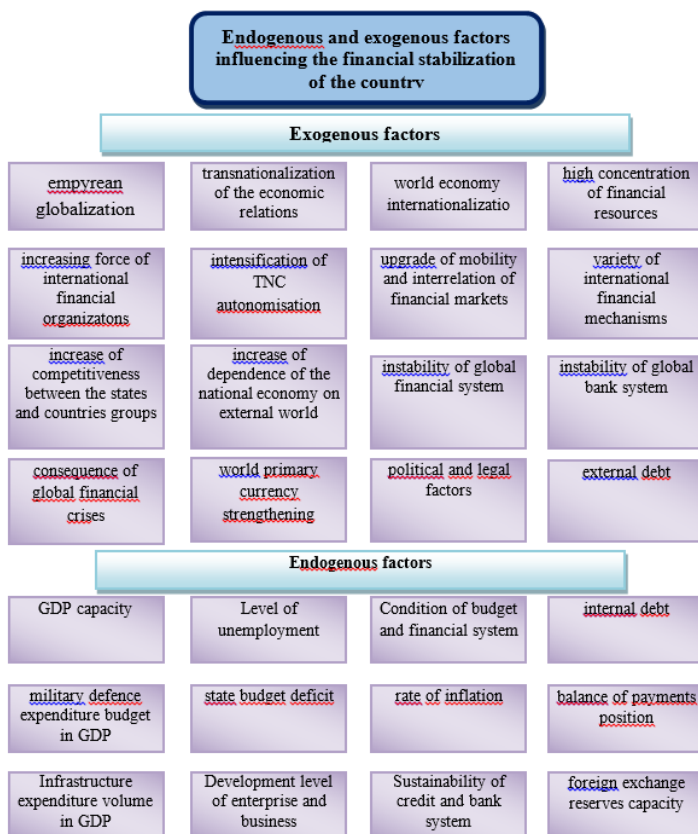 Endogenous and exogenous factors
influencing the financial stabilization
of the country
Exogenous factors
empyrean
globalization
transnationalization
of the economic
relations
world economy
internationalizatio
high concentration
of financial
resources
increasing force of
international
financial
organizatons
intensification of
TNC
autonomisation
upgrade of mobility
and interrelation of
financial markets
variety of
international
financial
mechanisms
increase of
competitiveness
between the states
and countries groups
increase of
dependence of the
national economy on
external world
instability of global
financial system
instability of global
bank system
consequence of
global financial
crises
world primary
currency
strengthening
political and legal
factors
external debt
Endogenous factors
GDP capacity
Level of
unemployment
Condition of budget
and financial system
internal debt
military defence
expenditure budget
in GDP
state budget deficit
rate of inflation
balance of payments
position
Infrastructure
expenditure volume
in GDP
Development level
of enterprise and
business
Sustainability of
credit and bank
system
foreign exchange
reserves capacity